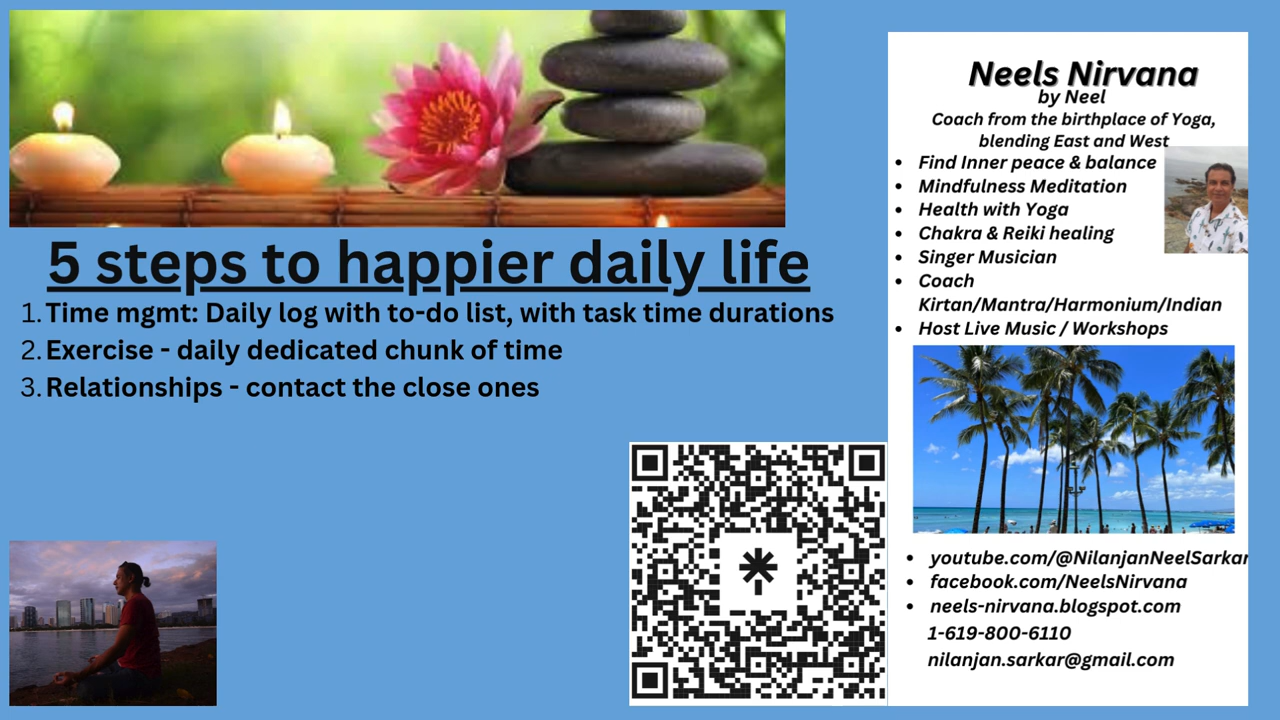 5 steps to happier daily life
1. Time mgmt: Daily log with to-do list, with task time durations
2. Exercise - daily dedicated chunk of time
3. Relationships - contact the close ones
Neels Nirvana
by Neel
Coach from the birthplace of Yoga,
blending East and West
• Find Inner peace & balance
• Mindfulness Meditation
• Health with Yoga
• Chakra & Reiki healing
• Singer Musician
• Coach
Kirtan/Mantra/Harmonium/Indian
• Host Live Music / Workshops
• youtube.com/@NilanjanNeelSarkar
• facebook.com/NeelsNirvana
• neels-nirvana.blogspot.com
1-619-800-6110
nilanjan.sarkar@gmail.com